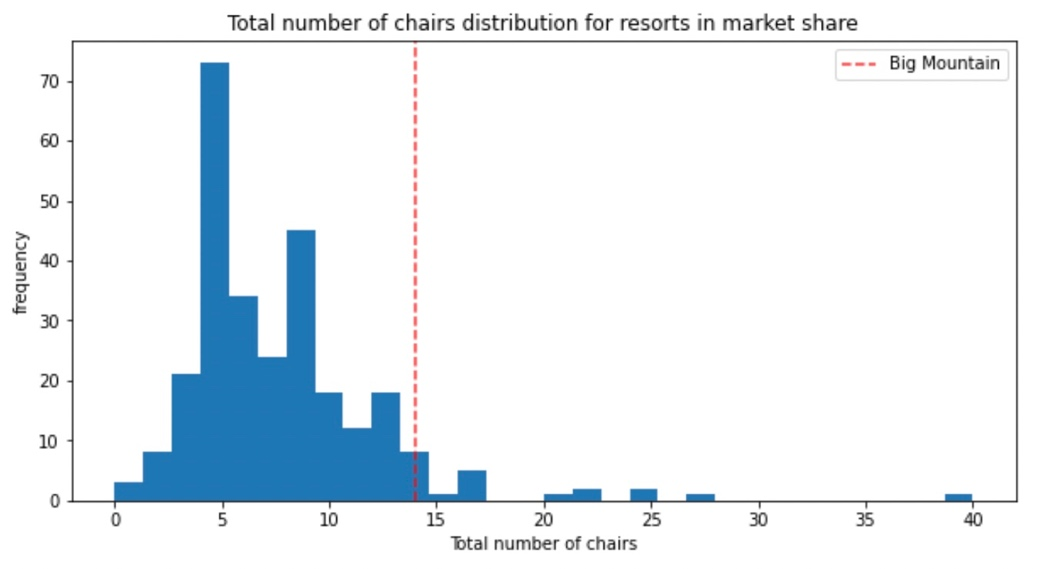 Total number of chairs distribution for resorts in market share
Big Mountain
70
60
50
40
30
20
10
0
frequency
0 5 10 15 20 25 30 35 40
Total number of chairs